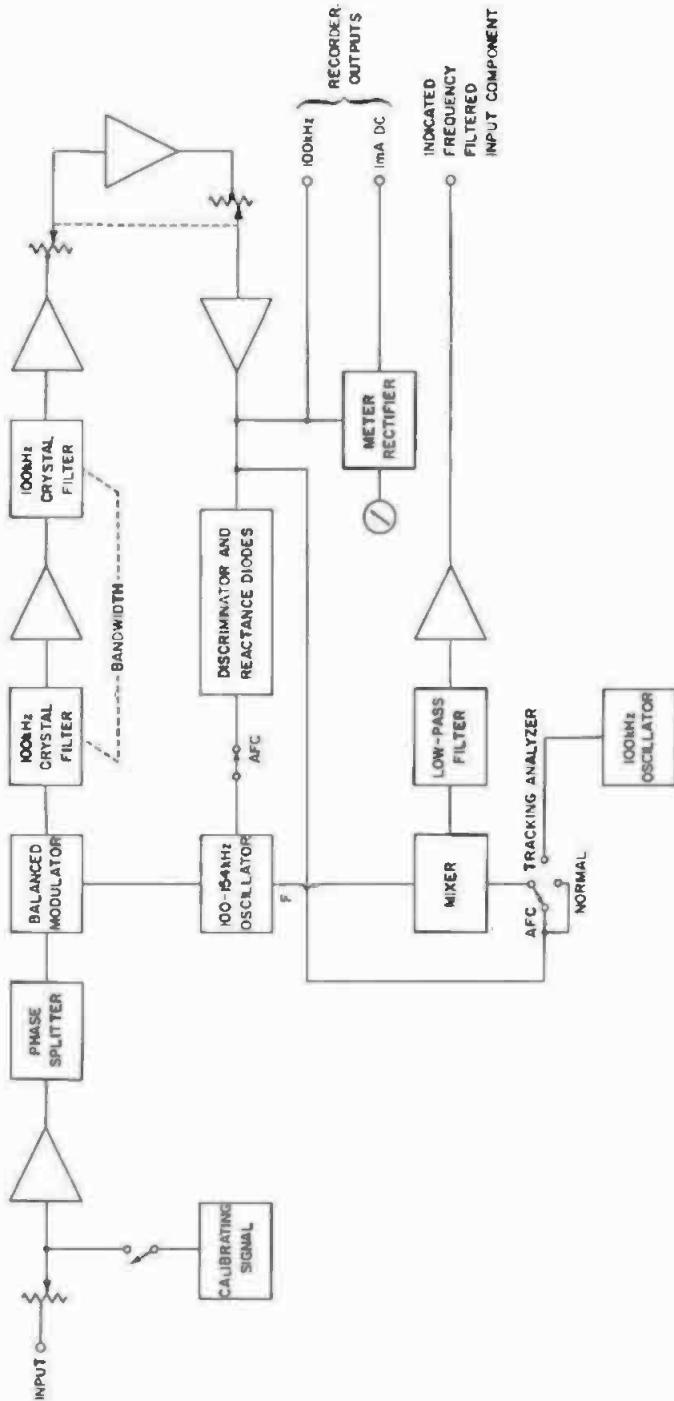 INPUT
CALIBRATING
SIGNAL
PHASE
SPLITTER
BALANCED
MODULATOR
100kHz
CRYSTAL
FILTER
BANDWIDTH
100kHz
CRYSTAL
FILTER
100-154kHz
OSCILLATOR
F
AFC
DISCRIMINATOR AND
REACTANCE DIODES
METER
RECTIFIER
100kHz
1mA DC
RECORDER
OUTPUTS
MIXER
LOW-PASS
FILTER
INDICATED
FREQUENCY
FILTERED
INPUT COMPONENT
AFC
TRACKING ANALYZER
NORMAL
100kHz
OSCILLATOR